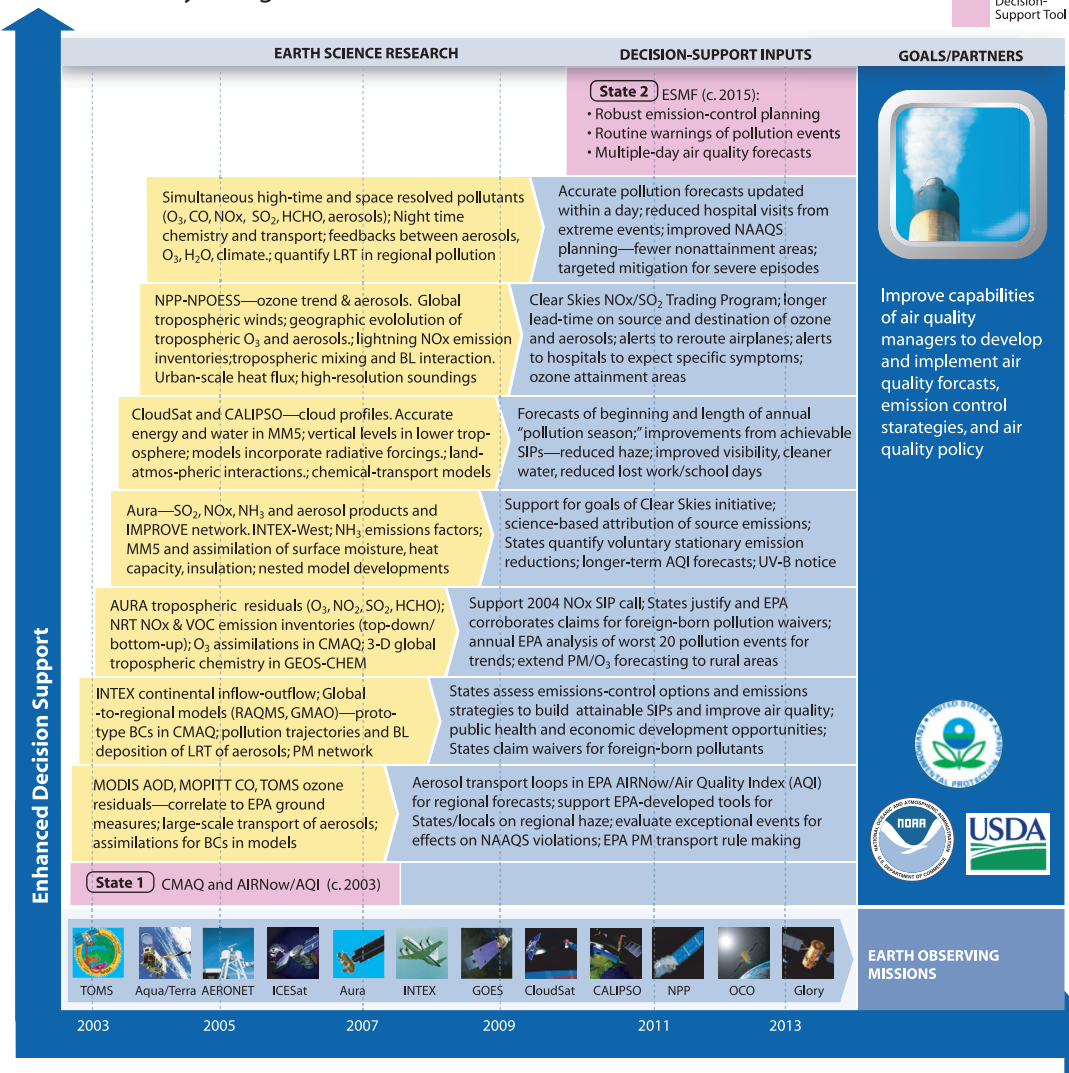 Decision-
Support Tool
EARTH SCIENCE RESEARCH
DECISION-SUPPORT INPUTS
GOALS/PARTNERS
State 2 ESMF (c. 2015):
• Robust emission-control planning
• Routine warnings of pollution events
• Multiple-day air quality forecasts
Simultaneous high-time and space resolved pollutants
(O3, CO, NOx, SO2, HCHO, aerosols); Night time
chemistry and transport; feedbacks between aerosols,
O3, H2O, climate.; quantify LRT in regional pollution
Accurate pollution forecasts updated
within a day; reduced hospital visits from
extreme events; improved NAAQS
planning—fewer nonattainment areas;
targeted mitigation for severe episodes
NPP-NPOESS—ozone trend & aerosols. Global
tropospheric winds; geographic evololution of
tropospheric O3 and aerosols.; lightning NOx emission
inventories;tropospheric mixing and BL interaction.
Urban-scale heat flux; high-resolution soundings
Clear Skies NOx/SO2 Trading Program; longer
lead-time on source and destination of ozone
and aerosols; alerts to reroute airplanes; alerts
to hospitals to expect specific symptoms;
ozone attainment areas
Improve capabilities
of air quality
managers to develop
and implement air
quality forcasts,
emission control
starategies, and air
quality policy
CloudSat and CALIPSO—cloud profiles. Accurate
energy and water in MM5; vertical levels in lower trop-
osphere; models incorporate radiative forcings.; land-
atmos-pheric interactions.; chemical-transport models
Forecasts of beginning and length of annual
"pollution season;" improvements from achievable
SIPs—reduced haze; improved visibility, cleaner
water, reduced lost work/school days
Aura—SO2, NOx, NH3 and aerosol products and
IMPROVE network. INTEX-West; NH3 emissions factors;
MM5 and assimilation of surface moisture, heat
capacity, insulation; nested model developments
Support for goals of Clear Skies initiative;
science-based attribution of source emissions;
States quantify voluntary stationary emission
reductions; longer-term AQI forecasts; UV-B notice
AURA tropospheric residuals (O3, NO2, SO2, HCHO);
NRT NOx & VOC emission inventories (top-down/
bottom-up); O3 assimilations in CMAQ; 3-D global
tropospheric chemistry in GEOS-CHEM
Support 2004 NOx SIP call; States justify and EPA
corroborates claims for foreign-born pollution waivers;
annual EPA analysis of worst 20 pollution events for
trends; extend PM/O3 forecasting to rural areas
INTEX continental inflow-outflow; Global
-to-regional models (RAQMS, GMAO)—proto-
type BCs in CMAQ; pollution trajectories and BL
deposition of LRT of aerosols; PM network
States assess emissions-control options and emissions
strategies to build attainable SIPs and improve air quality;
public health and economic development opportunities;
States claim waivers for foreign-born pollutants
MODIS AOD, MOPITT CO, TOMS ozone
residuals—correlate to EPA ground
measures; large-scale transport of aerosols;
assimilations for BCs in models
Aerosol transport loops in EPA AIRNow/Air Quality Index (AQI)
for regional forecasts; support EPA-developed tools for
States/locals on regional haze; evaluate exceptional events for
effects on NAAQS violations; EPA PM transport rule making
State 1 CMAQ and AIRNow/AQI (c. 2003)
Enhanced Decision Support
UNITED STATES
ENVIRONMENTAL PROTECTION
NATIONAL OCEANIC AND ATMOSPHERIC ADMINISTRATION
NOAA
U.S. DEPARTMENT OF COMMERCE
USDA
TOMS
Aqua/Terra
AERONET
ICESat
Aura
INTEX
GOES
CloudSat
CALIPSO
NPP
OCO
Glory
EARTH OBSERVING
MISSIONS
2003
2005
2007
2009
2011
2013